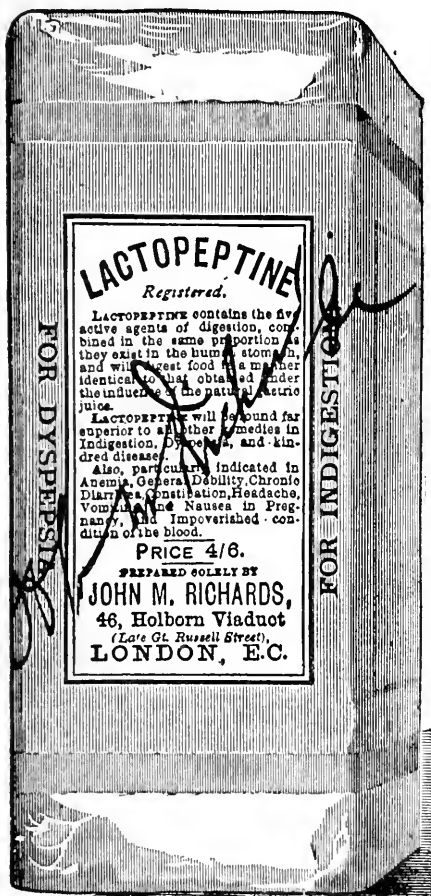 LACTOPEPTINE
Registered.
LACTOPEPTINE contains the five
active agents of digestion, com-
bined in the same proportion as
they exist in the human stomach,
and will digest food in a manner
identical to that obtained under
the influence of the natural gastric
juice.
LACTOPEPTINE will be found far
superior to all other remedies in
Indigestion, Dyspepsia, and kin-
dred diseases.
Also, particularly indicated in
Anemia, General Debility, Chronic
Diarrhœa, Constipation, Headache,
Vomiting and Nausea in Preg-
nancy, and Impoverished con-
dition of the blood.
PRICE 4/6.
PREPARED SOLELY BY
JOHN M. RICHARDS,
46, Holborn Viaduct
(Late Gt. Russell Street),
LONDON, E.C.
FOR DYSPEPSIA
FOR INDIGESTION.
John M. Richards